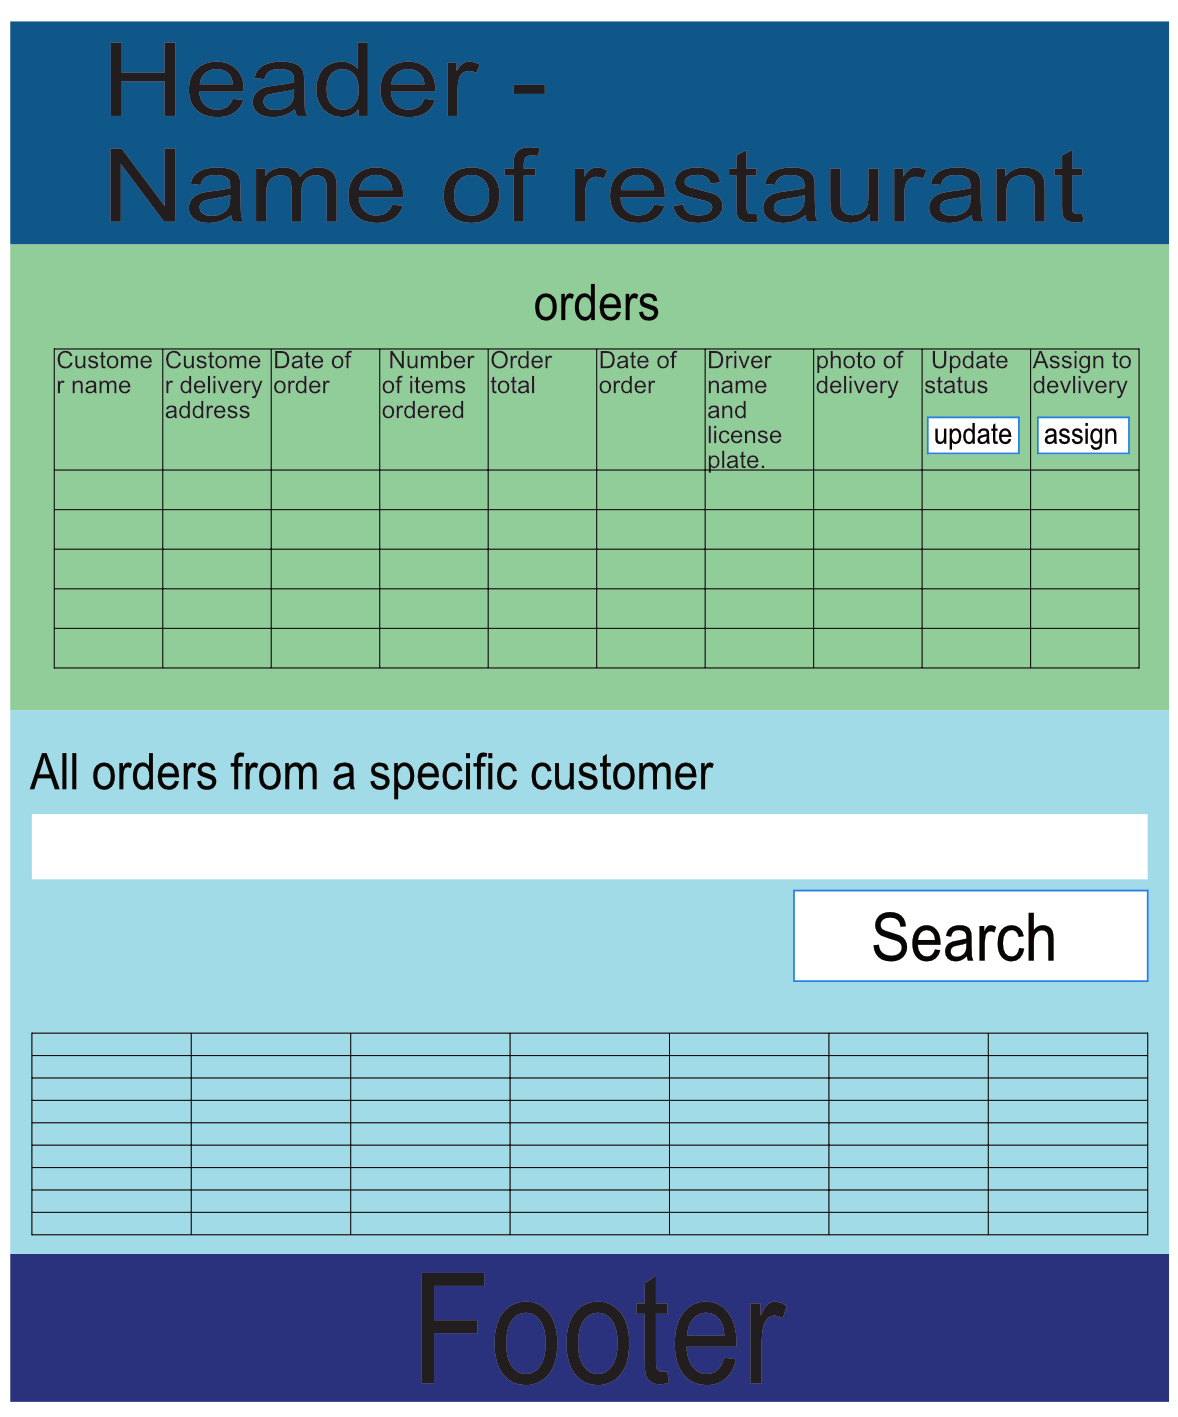 Header -
Name of restaurant
orders
Custome
r name
Custome
r delivery
address
Date of
order
Number
of items
ordered
Order
total
Date of
order
Driver
name
and
license
plate.
photo of
delivery
Update
status
update
Assign to
devlivery
assign
All orders from a specific customer
Search
Footer